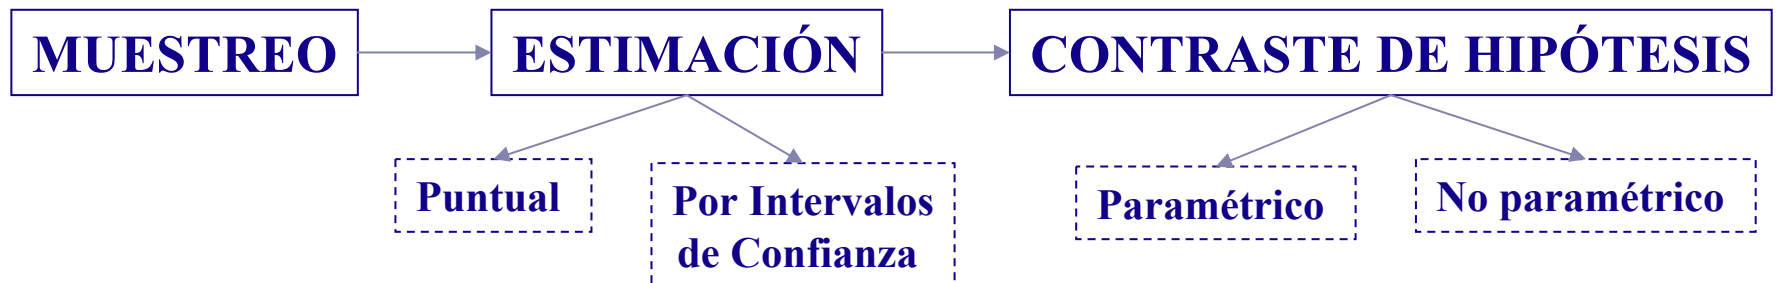 MUESTREO
ESTIMACIÓN
CONTRASTE DE HIPÓTESIS
Puntual
Por Intervalos
de Confianza
Paramétrico
No paramétrico